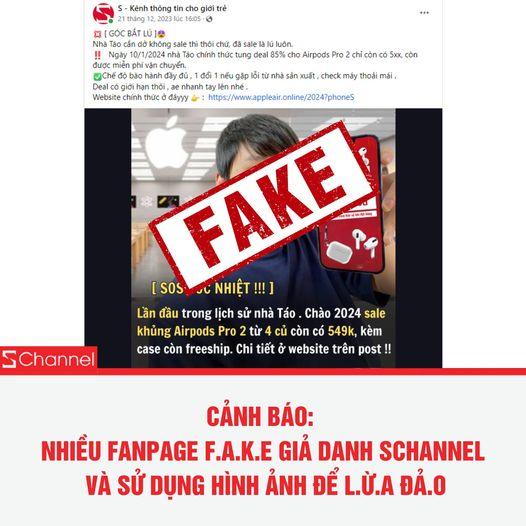 S - Kênh thông tin cho giới trẻ
21 tháng 12, 2023 lúc 16:05
[ GÓC BẮT LÚ ]
Nhà Táo cắn dở không sale thì thôi chứ, đã sale là lú luôn.
Ngày 10/1/2024 nhà Táo chính thức tung deal 85% cho Airpods Pro 2 chỉ còn có 5xx, còn
được miễn phí vận chuyển.
Chế độ bảo hành đầy đủ , 1 đổi 1 nếu gặp lỗi từ nhà sản xuất , check máy thoải mái .
Deal có giới hạn thôi , ae nhanh tay lên nhé .
Website chính thức ở đâyyy : https://www.appleair.online/2024?phoneS
FAKE
[ SOS NHIỆT !!! ]
Lần đầu trong lịch sử nhà Táo . Chào 2024 sale
khủng Airpods Pro 2 từ 4 củ còn có 549k, kèm
case còn freeship. Chi tiết ở website trên post !!
S Channel
CẢNH BÁO:
NHIỀU FANPAGE F.A.K.E GIẢ DANH SCHANNEL
VÀ SỬ DỤNG HÌNH ẢNH ĐỂ L.Ừ.A ĐẢ.O